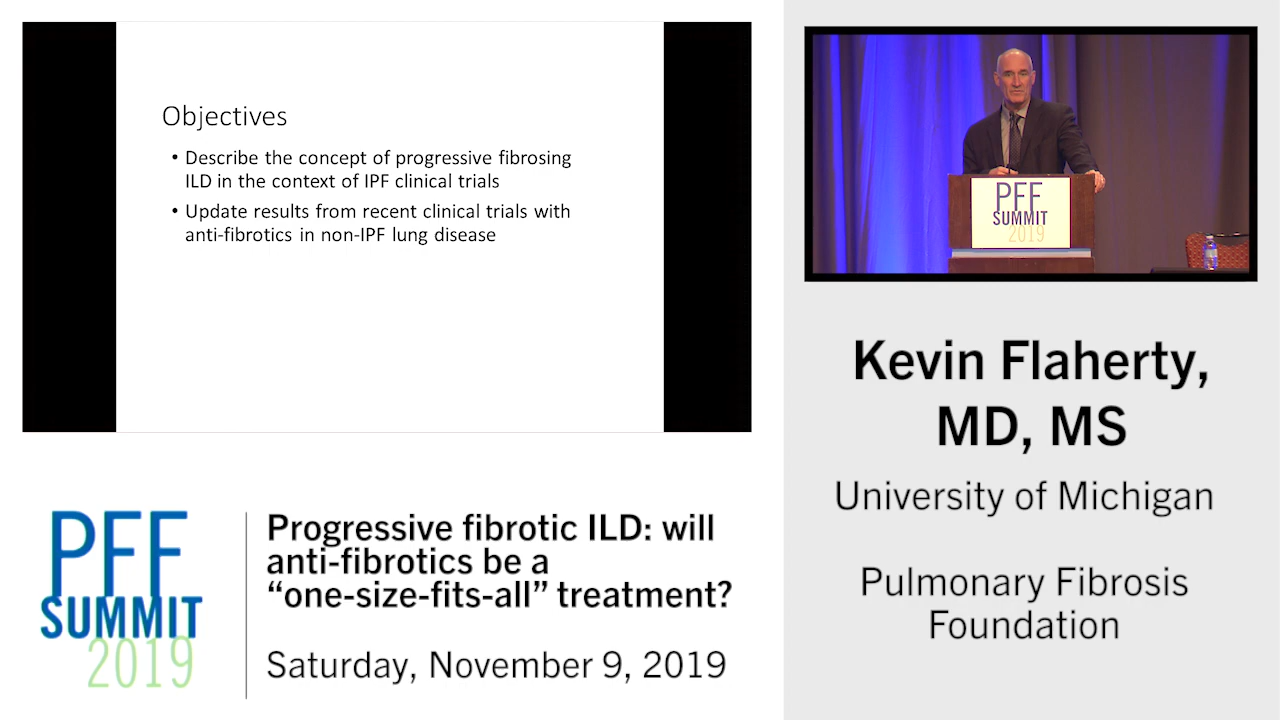 Objectives
• Describe the concept of progressive fibrosing
ILD in the context of IPF clinical trials
• Update results from recent clinical trials with
anti-fibrotics in non-IPF lung disease
PFF
SUMMIT
2019
Kevin Flaherty,
MD, MS
University of Michigan
Pulmonary Fibrosis
Foundation
PFF
SUMMIT
2019
Progressive fibrotic ILD: will
anti-fibrotics be a
“one-size-fits-all” treatment?
Saturday, November 9, 2019